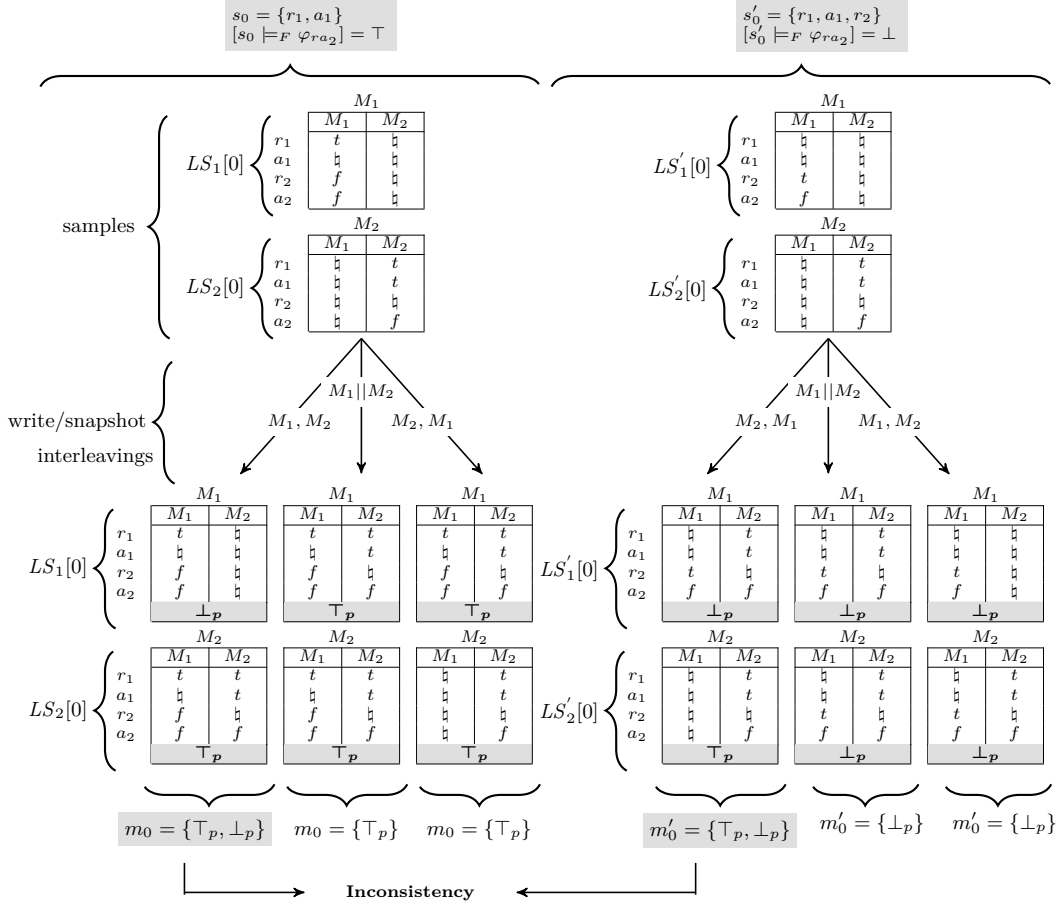 s₀ = {r₁, a₁}
[s₀ ⊨_F φ_{ra₂}] = ⊤
s′₀ = {r₁, a₁, r₂}
[s′₀ ⊨_F φ_{ra₂}] = ⊥
samples
M₁
M₁ M₂
LS₁[0]
r₁ t ♮
a₁ ♮ ♮
r₂ f ♮
a₂ f ♮
M₂
M₁ M₂
LS₂[0]
r₁ ♮ t
a₁ ♮ t
r₂ ♮ ♮
a₂ ♮ f
M₁
M₁ M₂
LS′₁[0]
r₁ ♮ ♮
a₁ ♮ ♮
r₂ t ♮
a₂ f ♮
M₂
M₁ M₂
LS′₂[0]
r₁ ♮ t
a₁ ♮ t
r₂ ♮ ♮
a₂ ♮ f
write/snapshot
interleavings
M₁, M₂ M₁||M₂ M₂, M₁
M₂, M₁ M₁||M₂ M₁, M₂
M₁ M₁ M₁
M₁ M₂ M₁ M₂ M₁ M₂
LS₁[0]
r₁ t ♮ t t t t
a₁ ♮ ♮ ♮ t ♮ t
r₂ f ♮ f ♮ f ♮
a₂ f ♮ f f f f
⊥ₚ ⊤ₚ ⊤ₚ
M₂ M₂ M₂
M₁ M₂ M₁ M₂ M₁ M₂
LS₂[0]
r₁ t t t t ♮ t
a₁ ♮ t ♮ t ♮ t
r₂ f ♮ f ♮ ♮ ♮
a₂ f f f f ♮ f
⊤ₚ ⊤ₚ ⊤ₚ
m₀ = {⊤ₚ, ⊥ₚ} m₀ = {⊤ₚ} m₀ = {⊤ₚ}
M₁ M₁ M₁
M₁ M₂ M₁ M₂ M₁ M₂
LS′₁[0]
r₁ ♮ t ♮ t ♮ ♮
a₁ ♮ t ♮ t ♮ ♮
r₂ t ♮ t ♮ t ♮
a₂ f f f f f ♮
⊥ₚ ⊥ₚ ⊥ₚ
M₂ M₂ M₂
M₁ M₂ M₁ M₂ M₁ M₂
LS′₂[0]
r₁ ♮ t ♮ t ♮ t
a₁ ♮ t ♮ t ♮ t
r₂ ♮ ♮ t ♮ t ♮
a₂ ♮ f f f f f
⊤ₚ ⊥ₚ ⊥ₚ
m′₀ = {⊤ₚ, ⊥ₚ} m′₀ = {⊥ₚ} m′₀ = {⊥ₚ}
Inconsistency